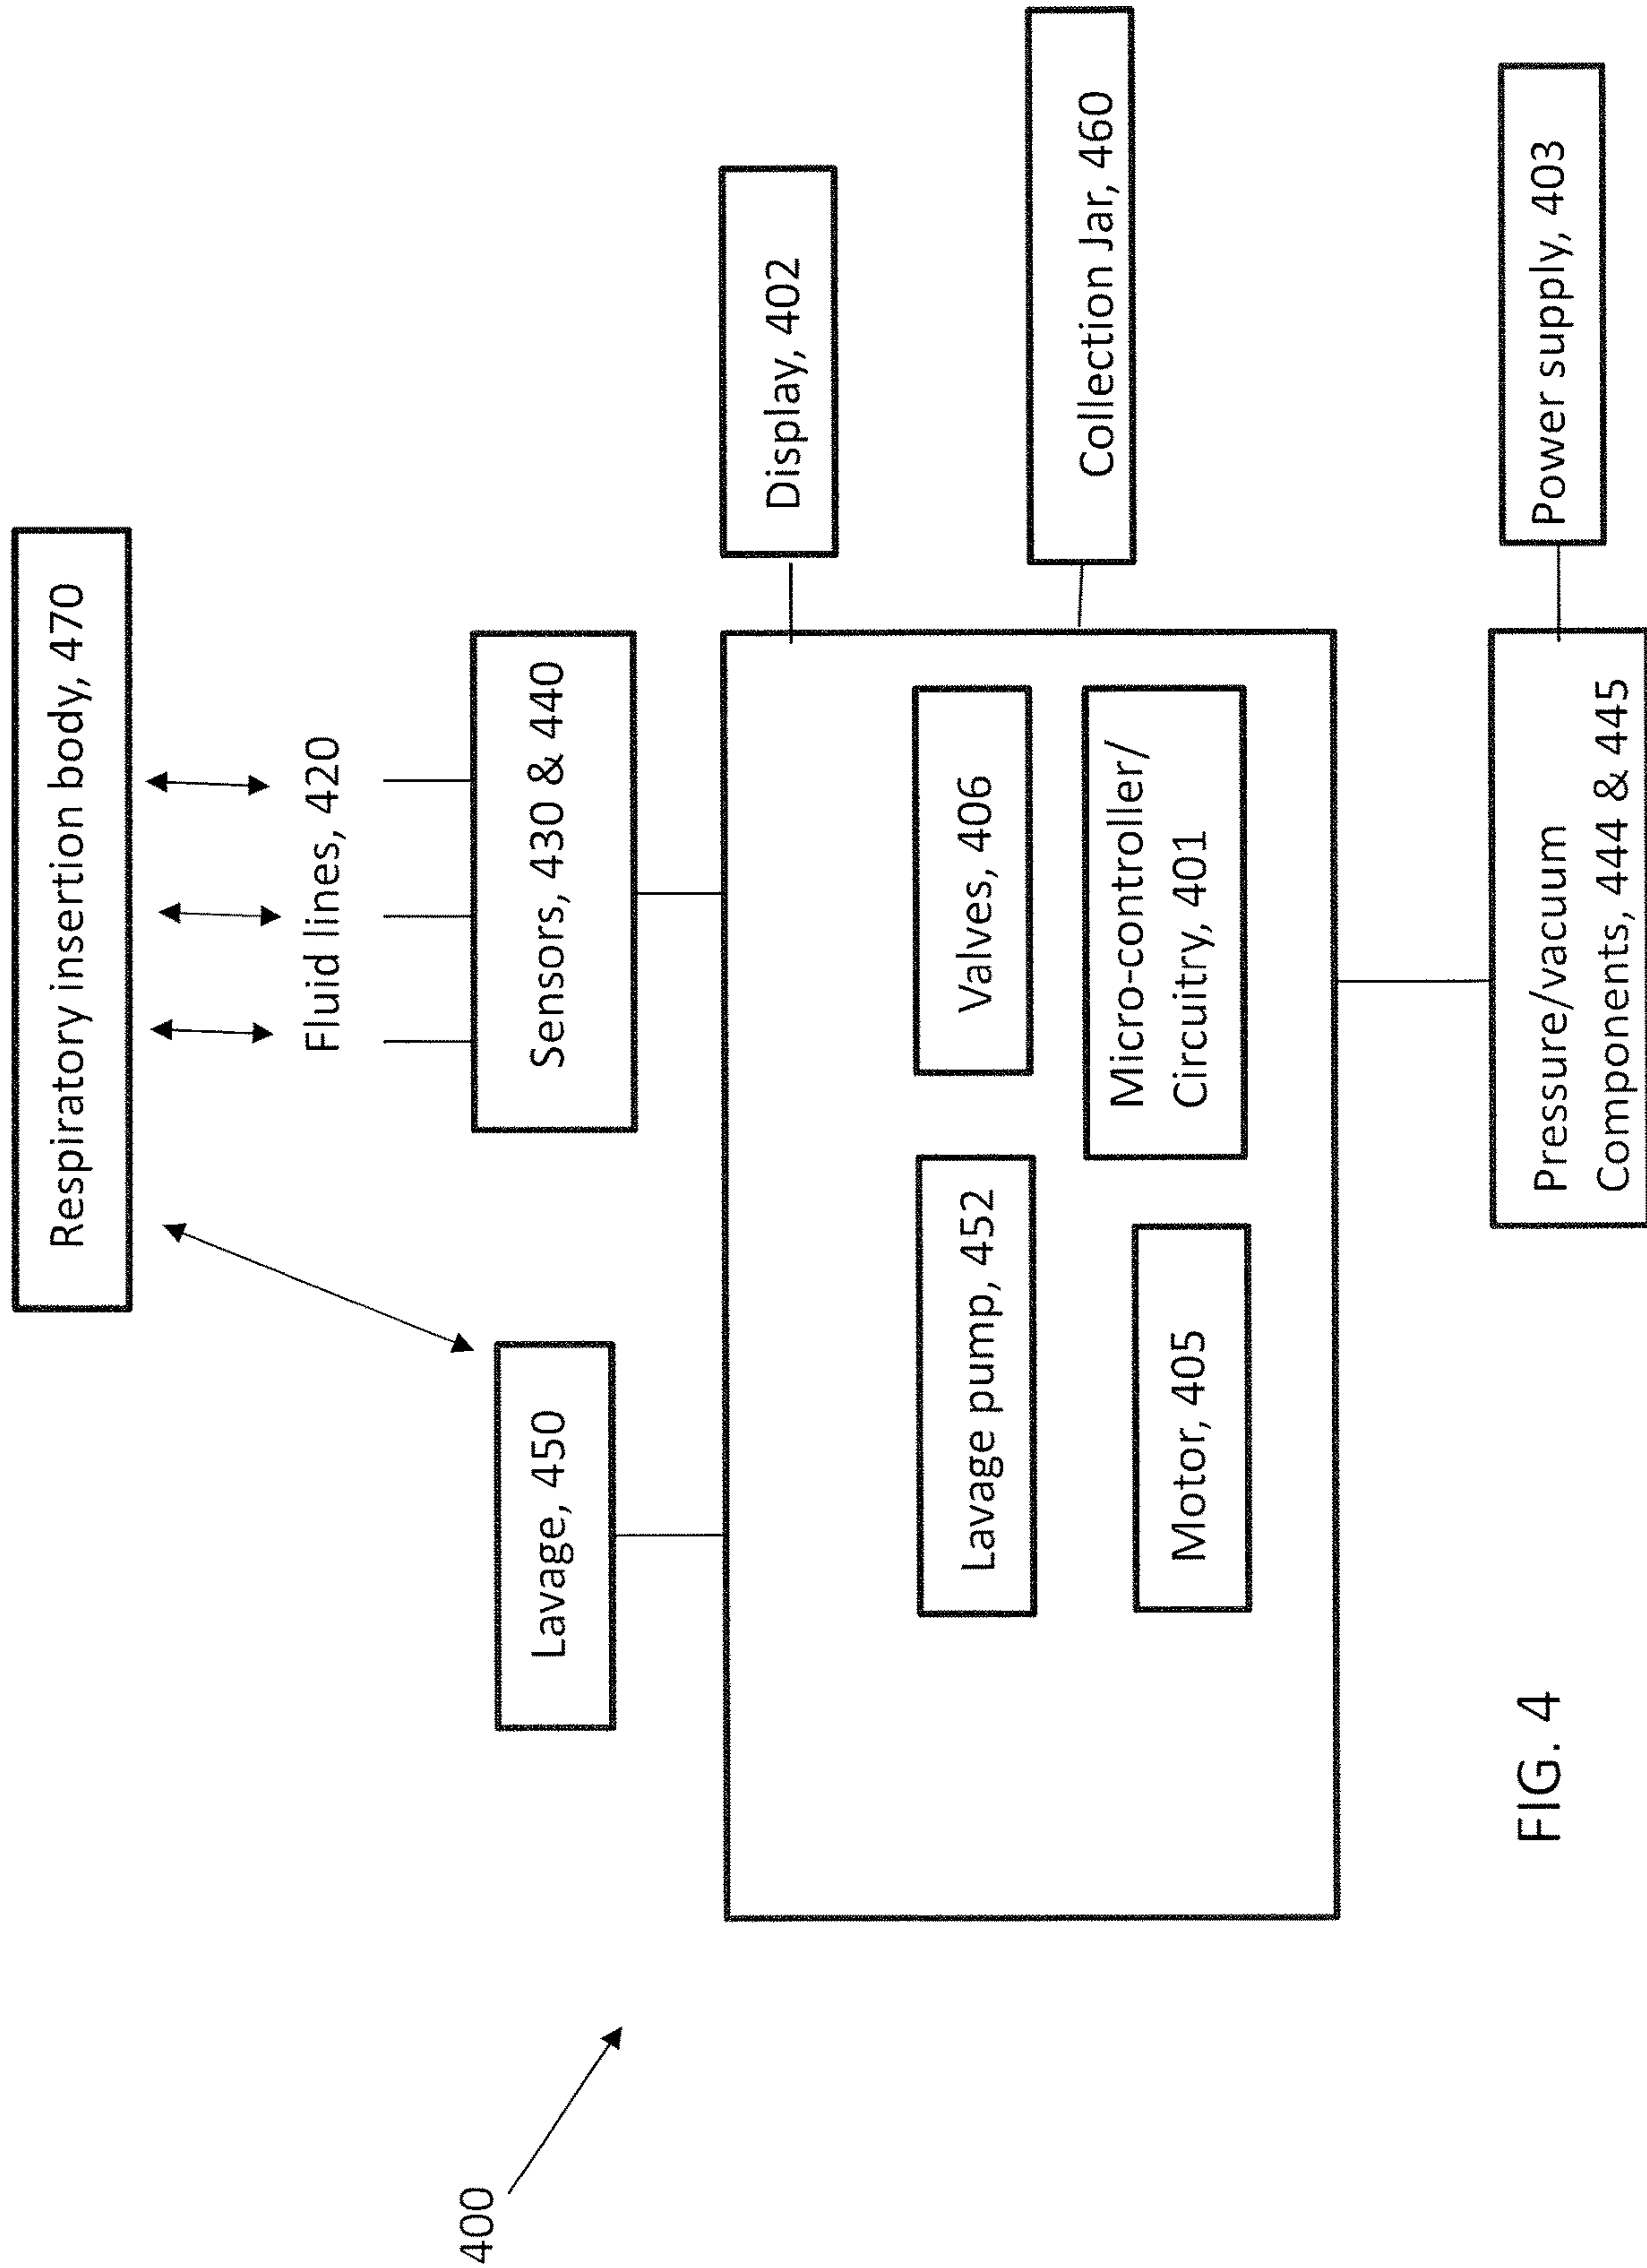 400
Respiratory insertion body, 470
Fluid lines, 420
Lavage, 450
Sensors, 430 & 440
Display, 402
Lavage pump, 452
Valves, 406
Collection Jar, 460
Motor, 405
Micro-controller/
Circuitry, 401
Pressure/vacuum
Components, 444 & 445
Power supply, 403
FIG. 4